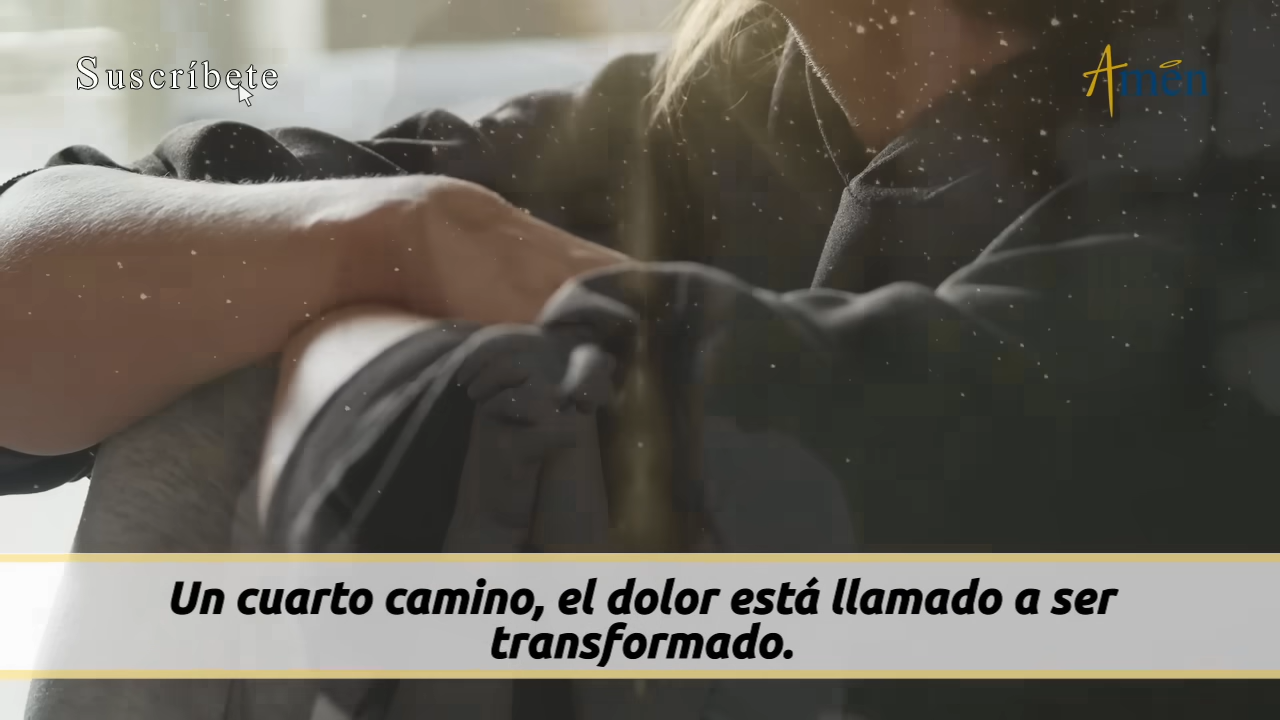 Suscríbete
Amén
Un cuarto camino, el dolor está llamado a ser
transformado.